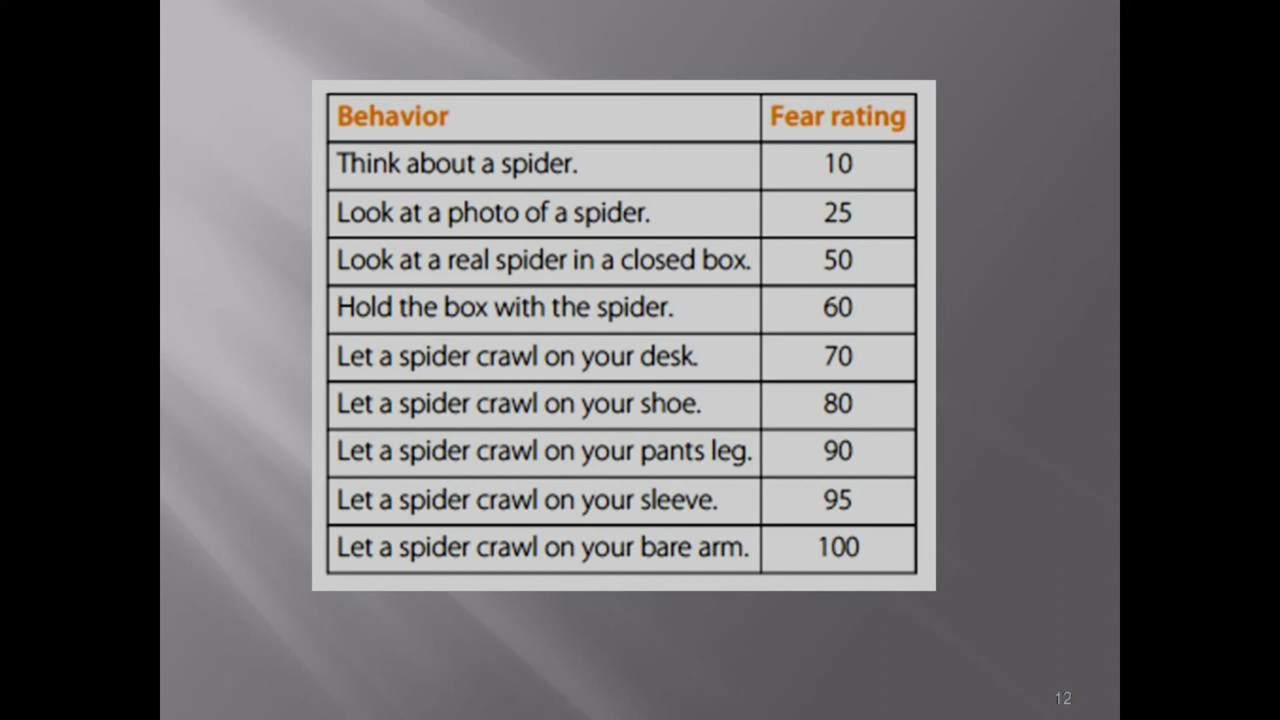 Behavior Fear rating
Think about a spider. 10
Look at a photo of a spider. 25
Look at a real spider in a closed box. 50
Hold the box with the spider. 60
Let a spider crawl on your desk. 70
Let a spider crawl on your shoe. 80
Let a spider crawl on your pants leg. 90
Let a spider crawl on your sleeve. 95
Let a spider crawl on your bare arm. 100
12